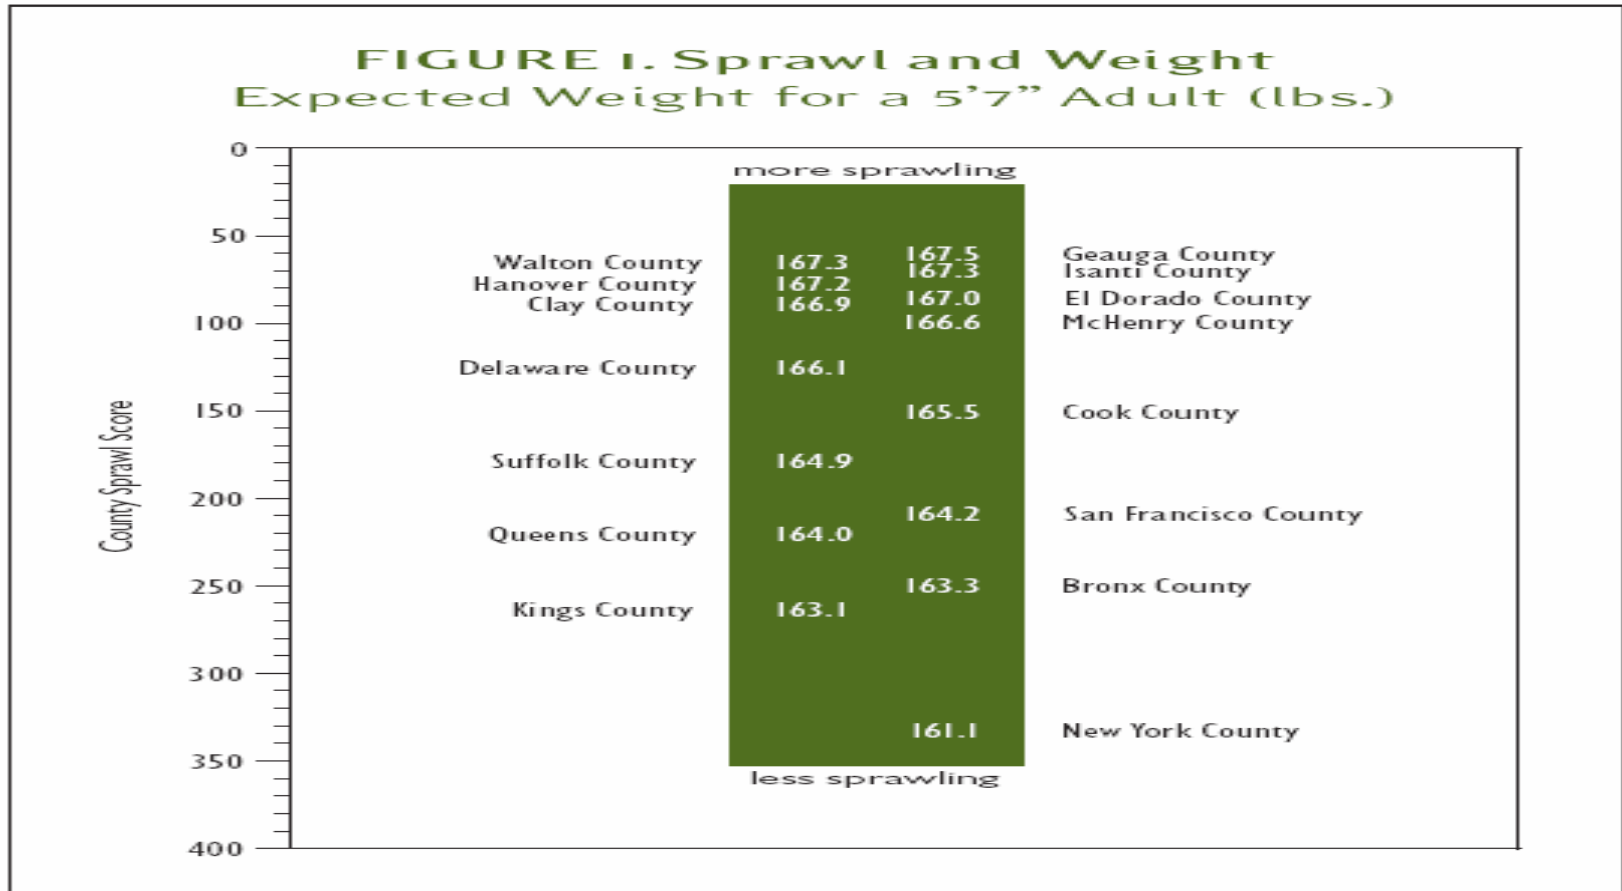 FIGURE 1. Sprawl and Weight
Expected Weight for a 5'7" Adult (lbs.)
County Sprawl Score
0
50
100
150
200
250
300
350
400
more sprawling
167.5 Geauga County
Walton County 167.3
167.3 Isanti County
Hanover County 167.2
167.0 El Dorado County
Clay County 166.9
166.6 McHenry County
Delaware County 166.1
165.5 Cook County
Suffolk County 164.9
164.2 San Francisco County
Queens County 164.0
163.3 Bronx County
Kings County 163.1
161.1 New York County
less sprawling